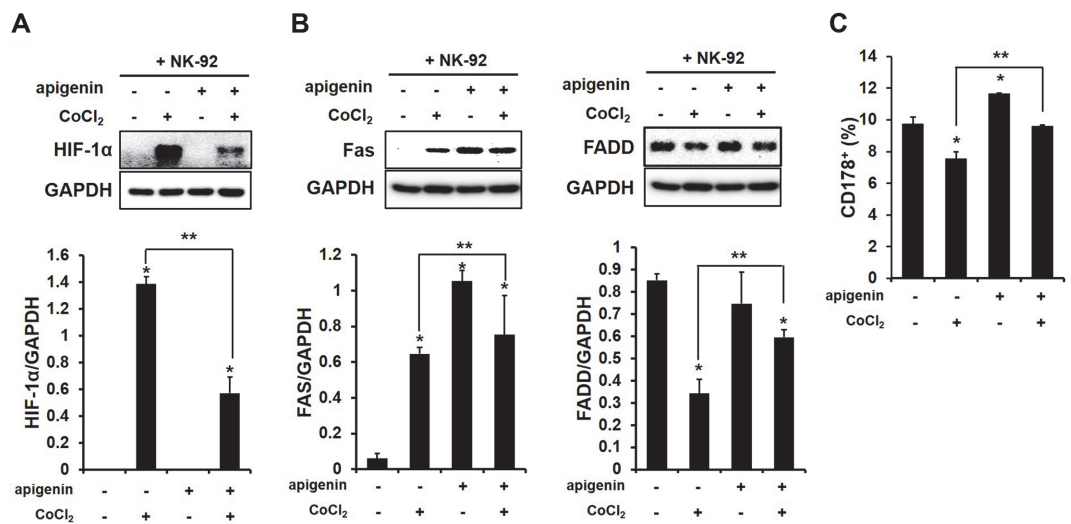 A
+ NK-92
apigenin - - + +
CoCl2 - + - +
HIF-1α
GAPDH
HIF-1α/GAPDH
1.6
1.4
1.2
1
0.8
0.6
0.4
0.6
0
**
*
*
apigenin - - + +
CoCl2 - + - +
B
+ NK-92
apigenin - - + +
CoCl2 - + - +
Fas
GAPDH
FAS/GAPDH
1.2
1
0.8
0.6
0.4
0.2
0
**
*
*
*
apigenin - - + +
CoCl2 - + - +
+ NK-92
apigenin - - + +
CoCl2 - + - +
FADD
GAPDH
FADD/GAPDH
1
0.9
0.8
0.7
0.6
0.5
0.4
0.3
0.2
0.1
0
**
*
*
apigenin - - + +
CoCl2 - + - +
C
CD178+ (%)
14
12
10
8
6
4
2
0
**
*
*
apigenin - - + +
CoCl2 - + - +